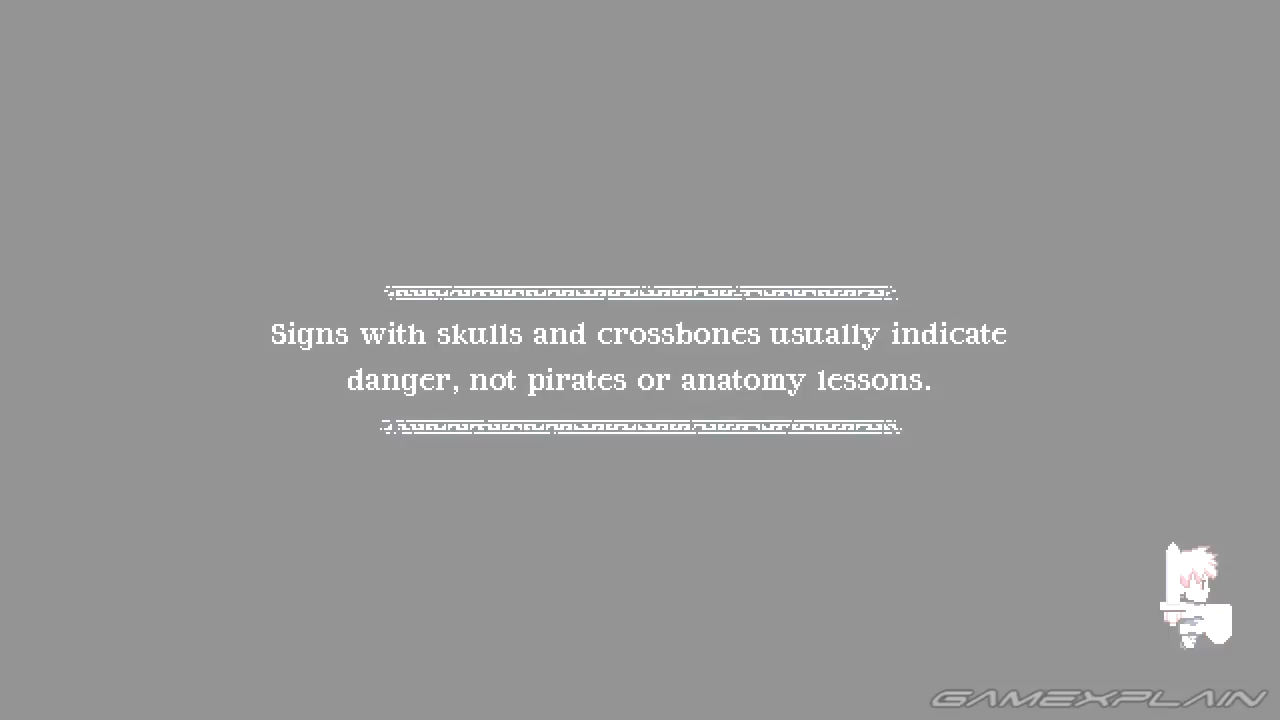 Signs with skulls and crossbones usually indicate
danger, not pirates or anatomy lessons.
GAMEXPLAIN